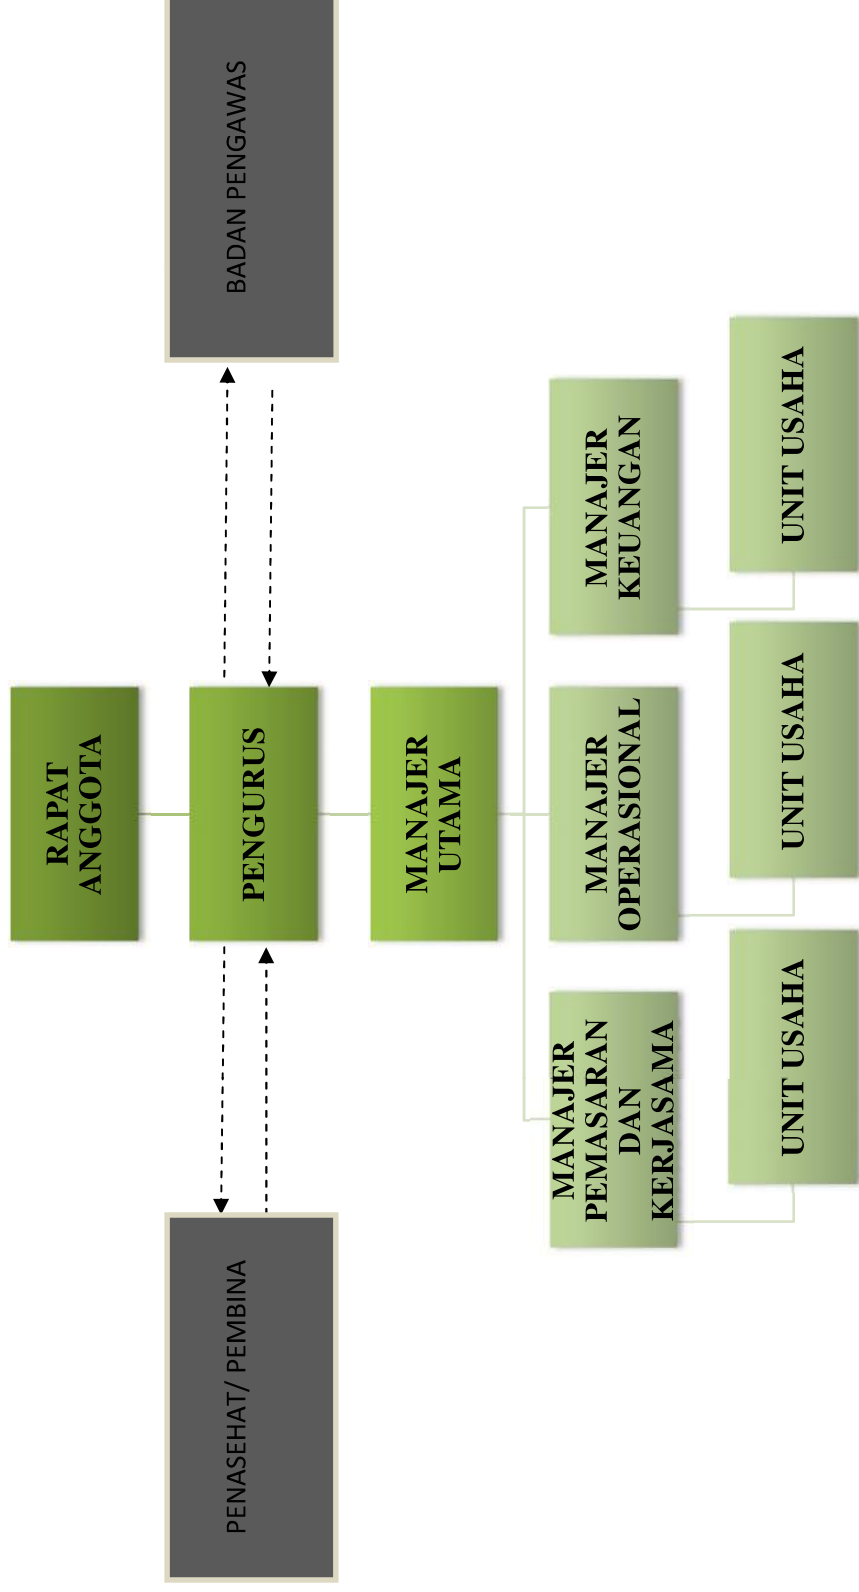 RAPAT
ANGGOTA
PENASEHAT/ PEMBINA
PENGURUS
BADAN PENGAWAS
MANAJER
UTAMA
MANAJER
PEMASARAN
DAN
KERJASAMA
MANAJER
OPERASIONAL
MANAJER
KEUANGAN
UNIT USAHA
UNIT USAHA
UNIT USAHA